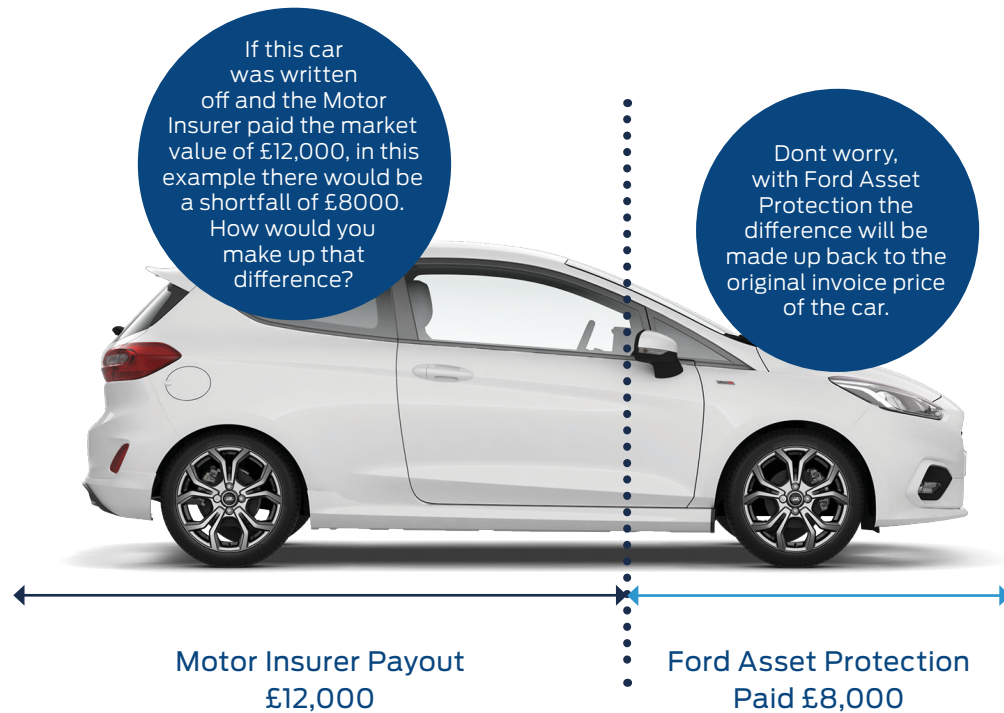 If this car
was written
off and the Motor
Insurer paid the market
value of £12,000, in this
example there would be
a shortfall of £8000.
How would you
make up that
difference?
Dont worry,
with Ford Asset
Protection the
difference will be
made up back to the
original invoice price
of the car.
Motor Insurer Payout
£12,000
Ford Asset Protection
Paid £8,000